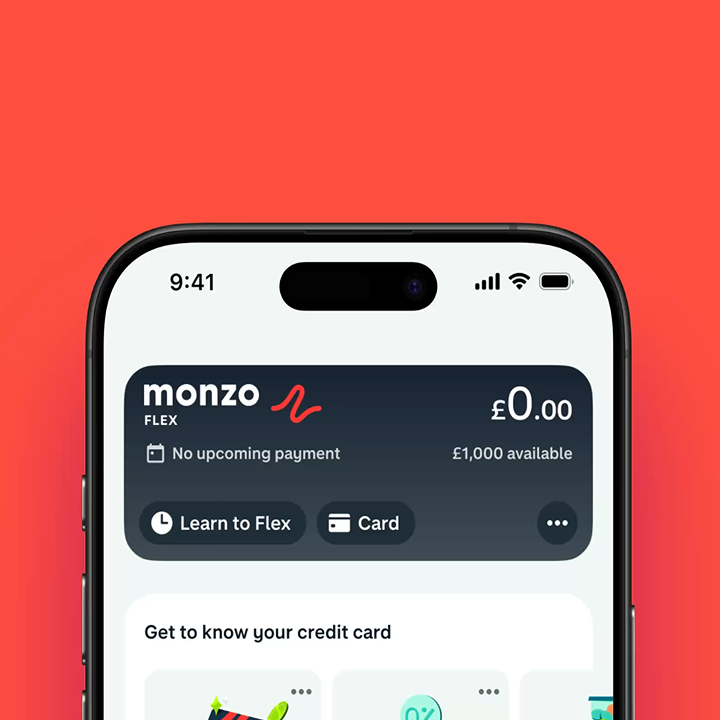 9:41
monzo
FLEX
£0.00
No upcoming payment
£1,000 available
Learn to Flex
Card
Get to know your credit card
0%